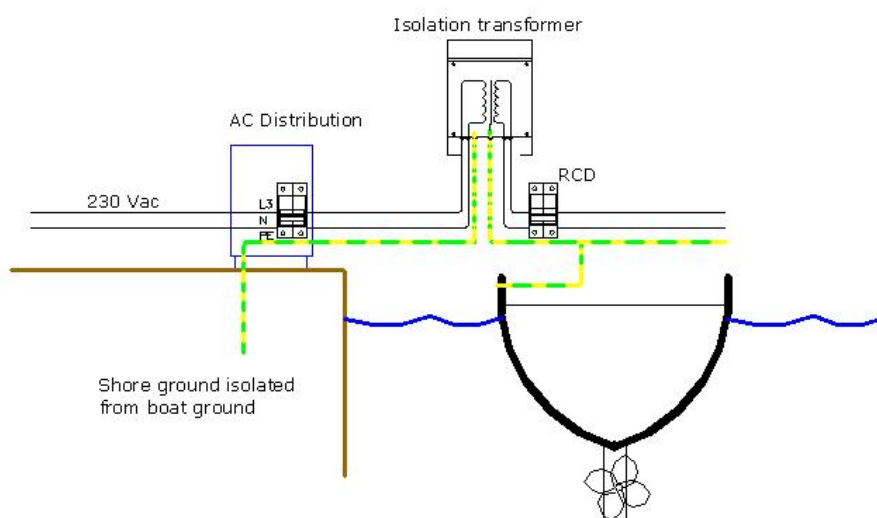 Isolation transformer
AC Distribution
RCD
230 Vac
L3
N
PE
Shore ground isolated
from boat ground